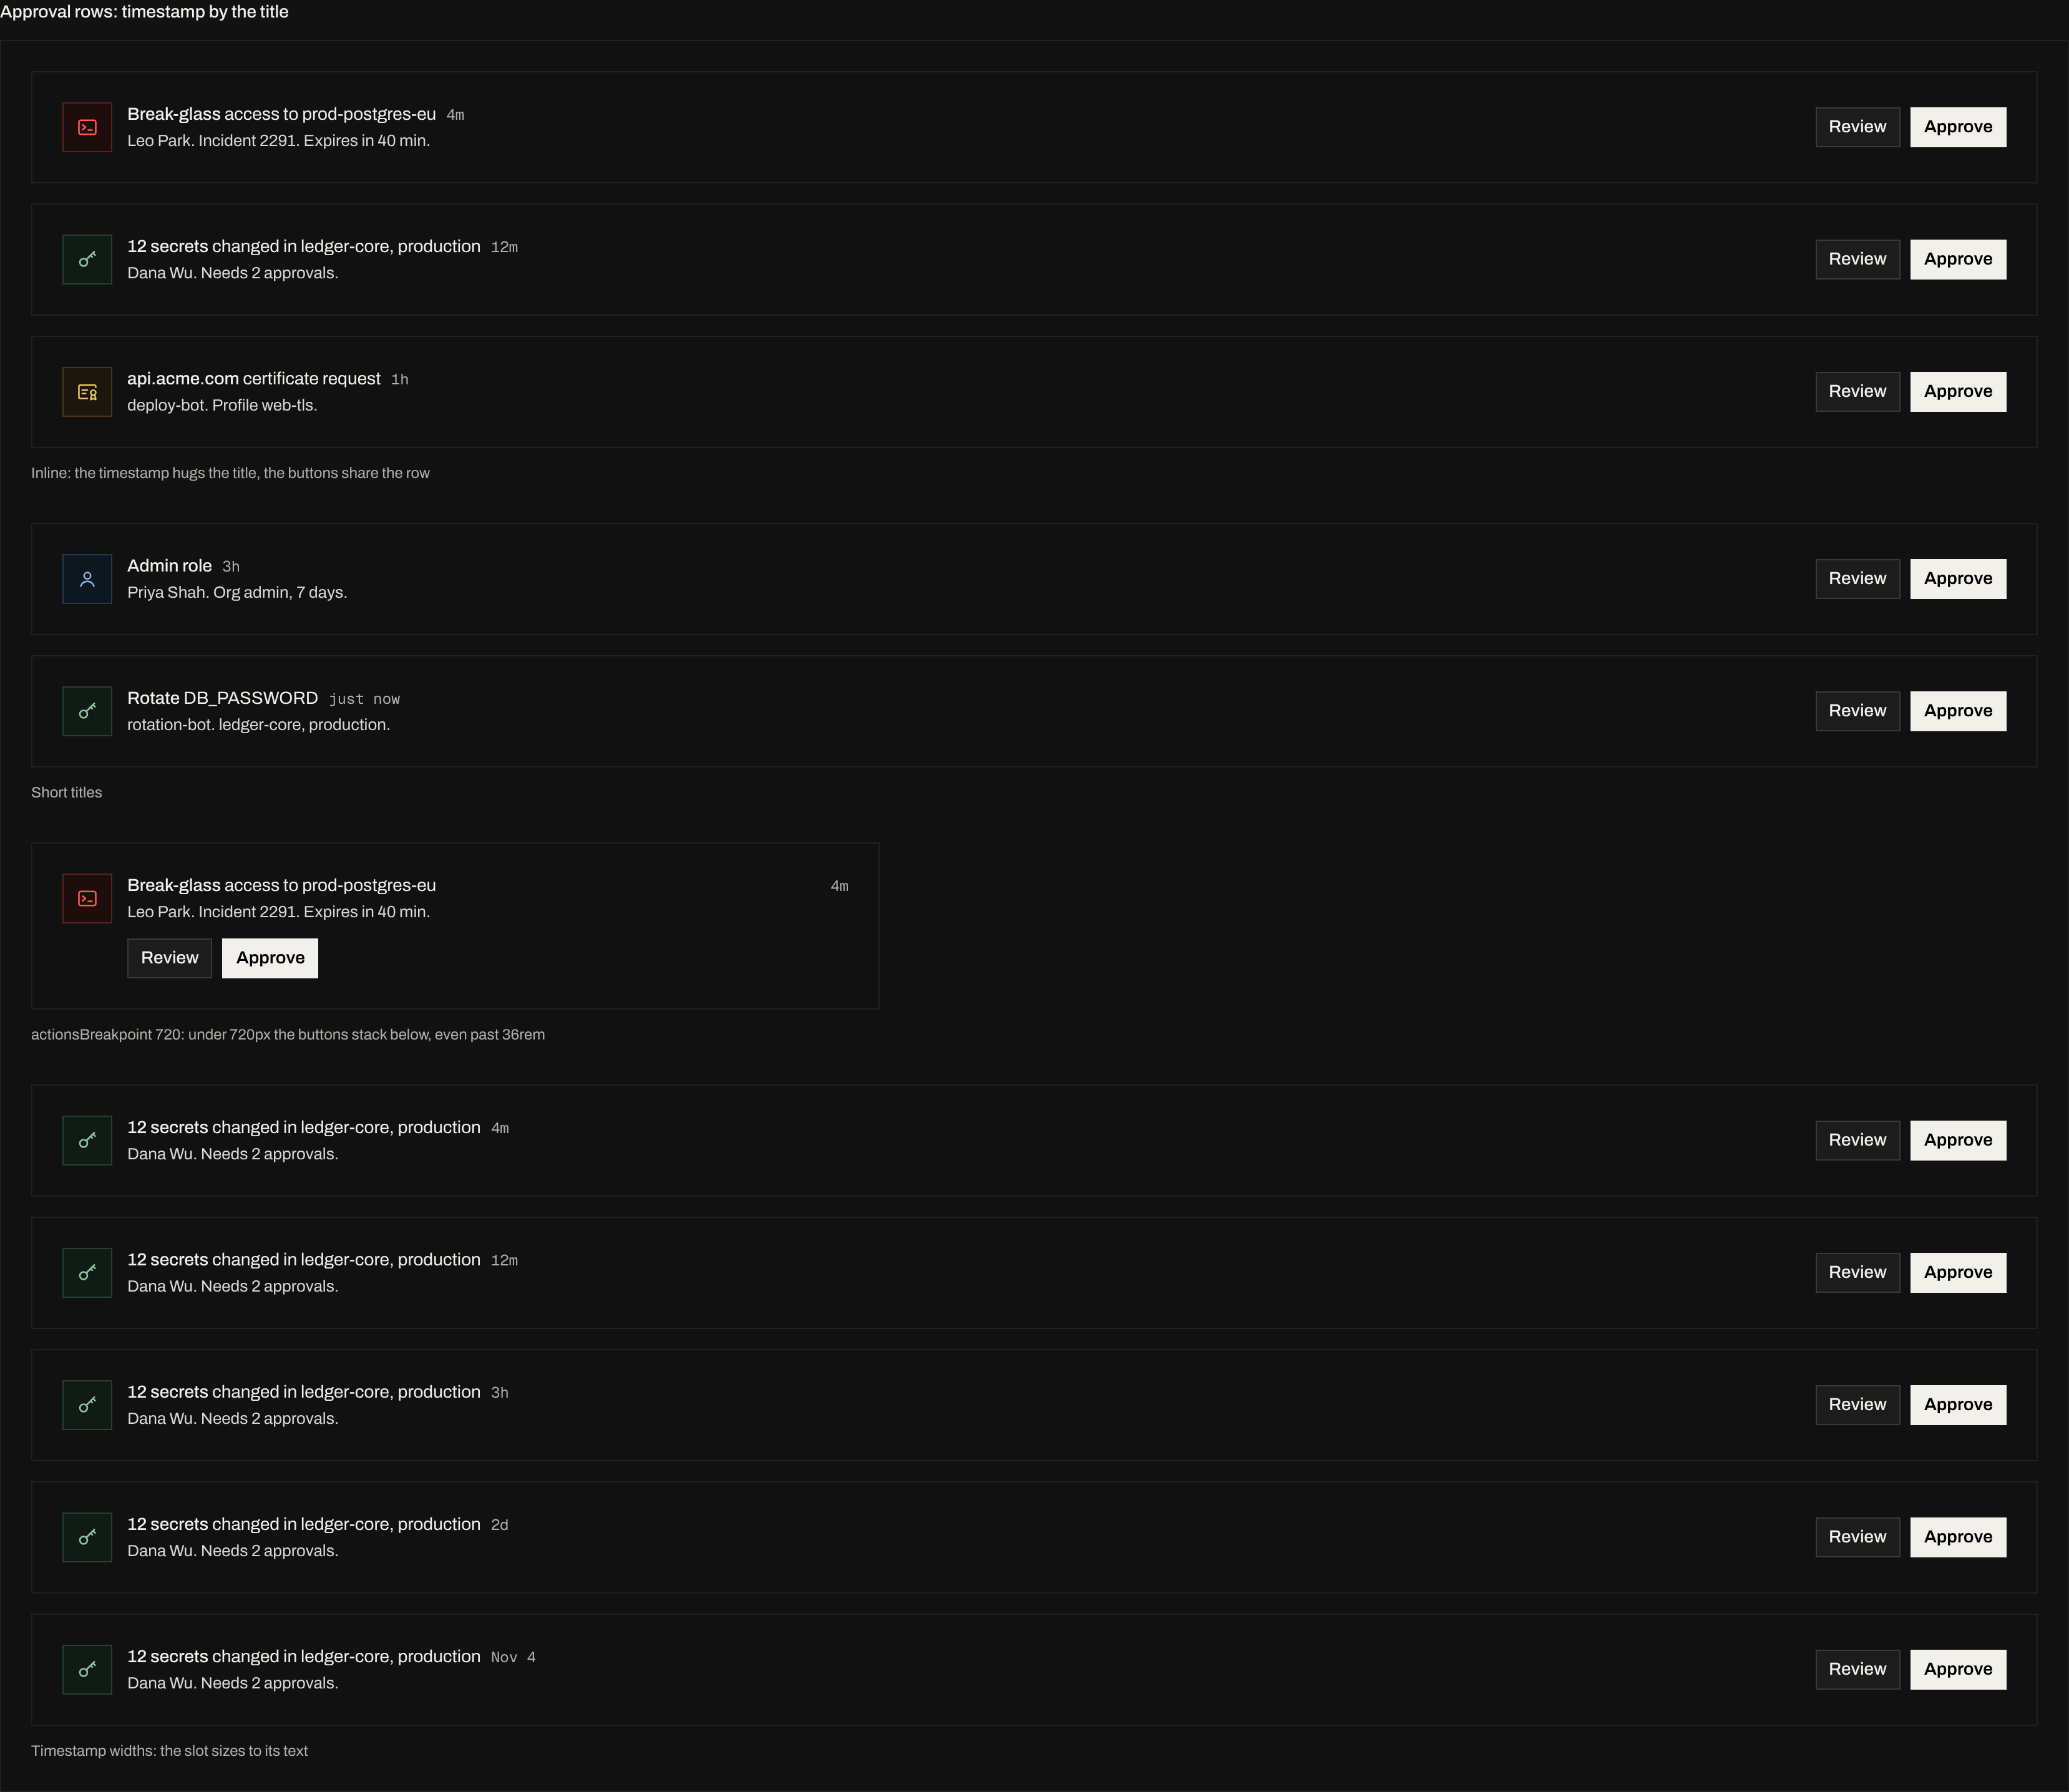 Approval rows: timestamp by the title
Break-glass access to prod-postgres-eu 4m
Leo Park. Incident 2291. Expires in 40 min.
Review Approve
12 secrets changed in ledger-core, production 12m
Dana Wu. Needs 2 approvals.
Review Approve
api.acme.com certificate request 1h
deploy-bot. Profile web-tls.
Review Approve
Inline: the timestamp hugs the title, the buttons share the row
Admin role 3h
Priya Shah. Org admin, 7 days.
Review Approve
Rotate DB_PASSWORD just now
rotation-bot. ledger-core, production.
Review Approve
Short titles
Break-glass access to prod-postgres-eu 4m
Leo Park. Incident 2291. Expires in 40 min.
Review Approve
actionsBreakpoint 720: under 720px the buttons stack below, even past 36rem
12 secrets changed in ledger-core, production 4m
Dana Wu. Needs 2 approvals.
Review Approve
12 secrets changed in ledger-core, production 12m
Dana Wu. Needs 2 approvals.
Review Approve
12 secrets changed in ledger-core, production 3h
Dana Wu. Needs 2 approvals.
Review Approve
12 secrets changed in ledger-core, production 2d
Dana Wu. Needs 2 approvals.
Review Approve
12 secrets changed in ledger-core, production Nov 4
Dana Wu. Needs 2 approvals.
Review Approve
Timestamp widths: the slot sizes to its text